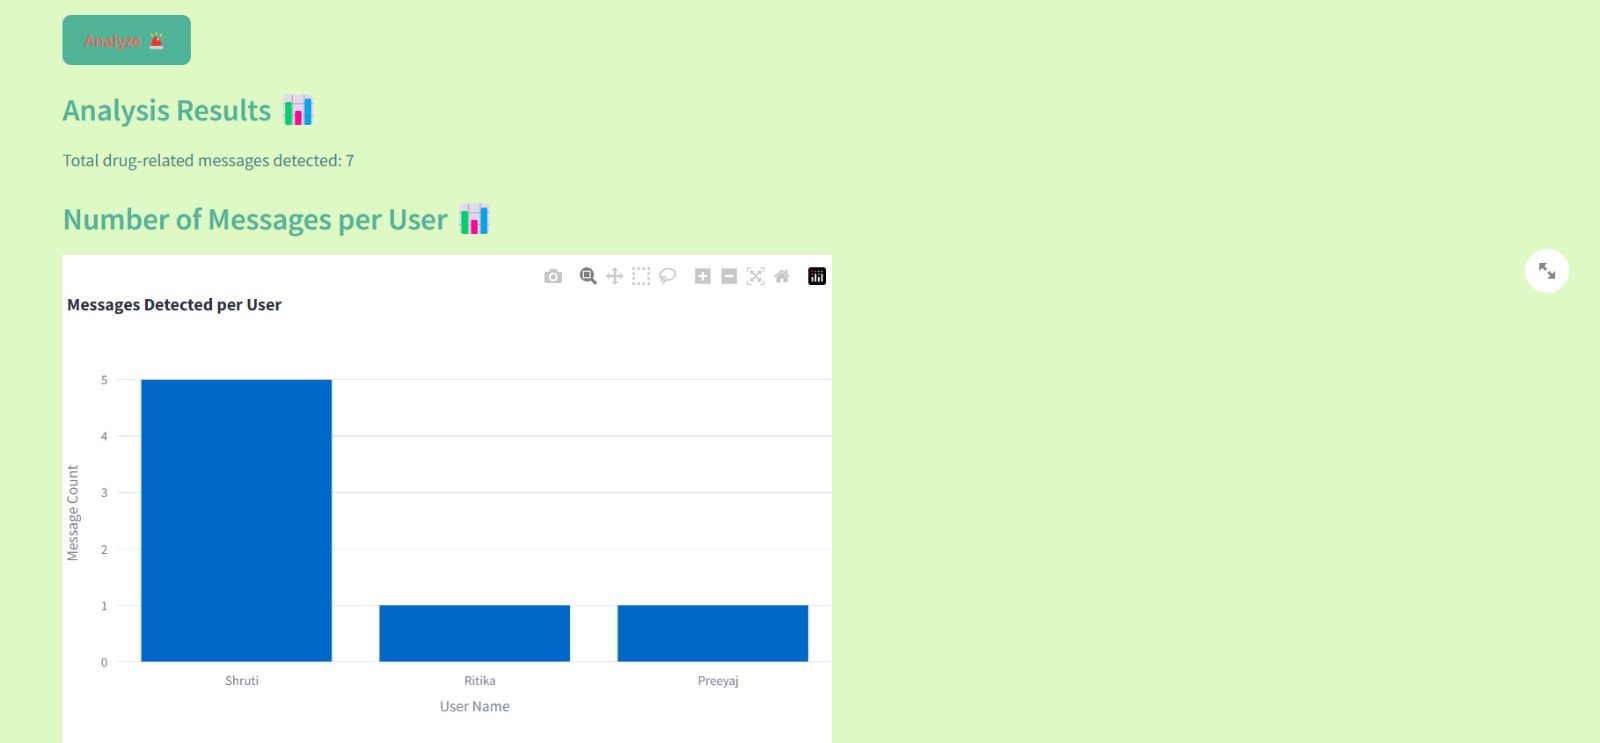 Analyze
Analysis Results
Total drug-related messages detected: 7
Number of Messages per User
Messages Detected per User
5
4
3
2
1
0
Message Count
Shruti
Ritika
Preeyaj
User Name